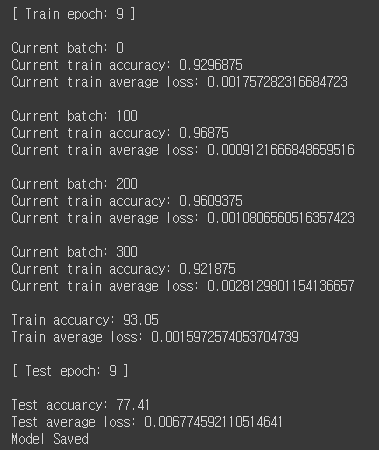 [ Train epoch: 9 ]
Current batch: 0
Current train accuracy: 0.9296875
Current train average loss: 0.001757282316684723
Current batch: 100
Current train accuracy: 0.96875
Current train average loss: 0.0009121666848659516
Current batch: 200
Current train accuracy: 0.9609375
Current train average loss: 0.0010806560516357423
Current batch: 300
Current train accuracy: 0.921875
Current train average loss: 0.0028129801154136657
Train accuarcy: 93.05
Train average loss: 0.0015972574053704739
[ Test epoch: 9 ]
Test accuarcy: 77.41
Test average loss: 0.006774592110514641
Model Saved